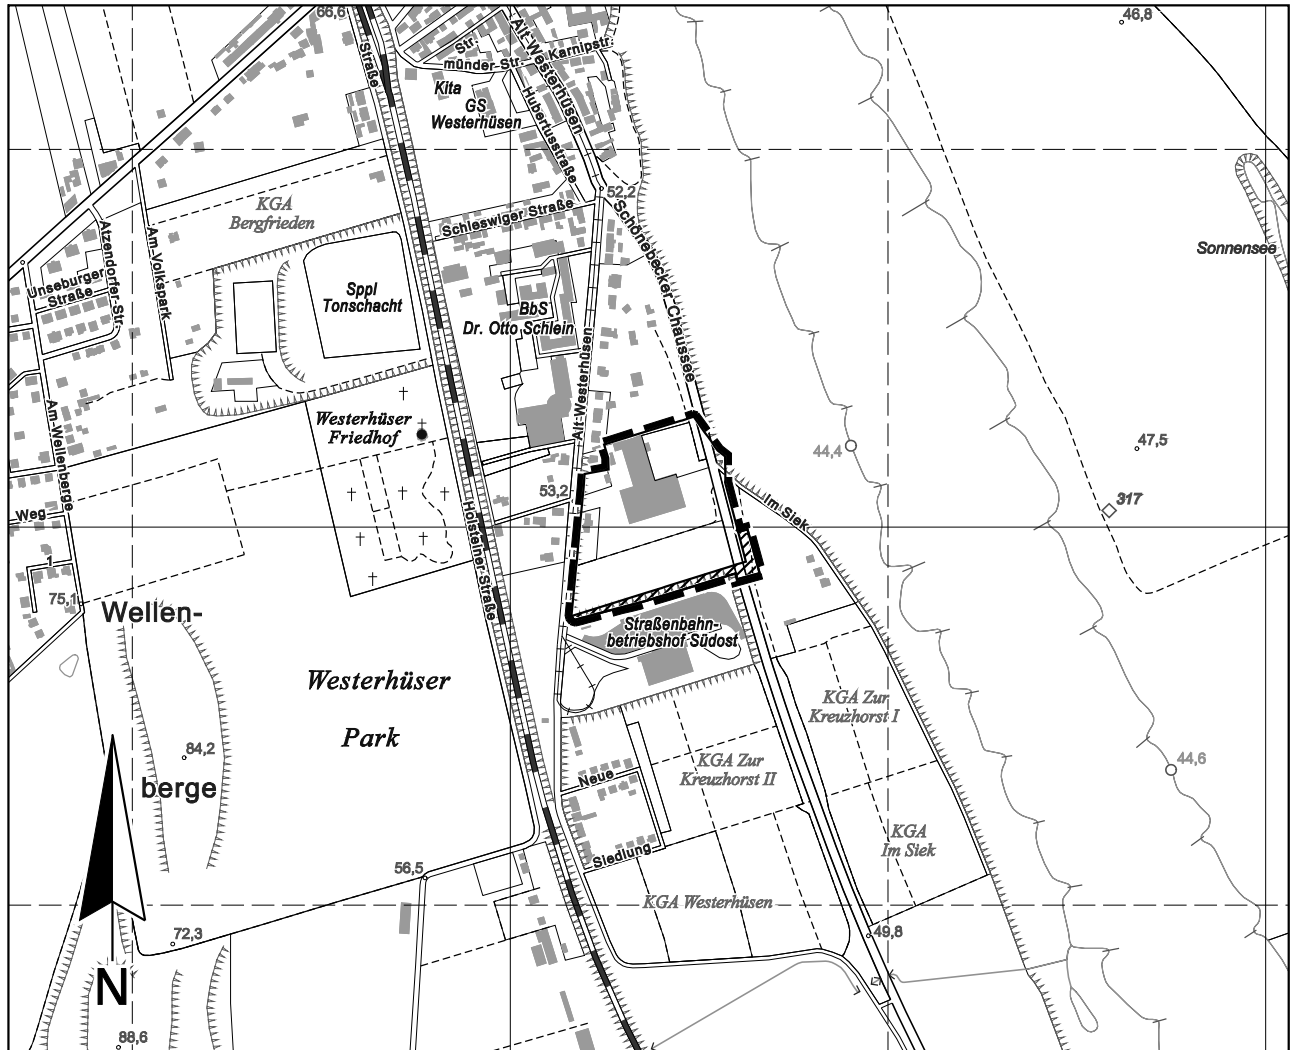 66,6
46,8
Straße
Str.
münder-Str.
Karnipstr.
Alt-Westerhüsen
Kita
GS
Westerhüsen
Hubertusstraße
52,2
KGA
Bergfrieden
Schleswiger Straße
Schönebecker-Chaussee
Sonnensee
Atzendorfer-Str.
Am-Volkspark
Unseburger
Straße
Sppl
Tonschacht
BbS
Dr. Otto Schlein
Alt Westerhüsen
Am-Wellenberge
Westerhüser
Friedhof
44,4
47,5
53,2
317
Weg
Im Siek
Holsteiner-Straße
1
75,1
Wellen-
berge
Straßenbahn-
betriebshof Südost
Westerhüser
Park
KGA Zur
Kreuzhorst I
84,2
44,6
KGA Zur
Kreuzhorst II
Neue
Siedlung
KGA
Im Siek
56,5
KGA Westerhüsen
72,3
49,8
N
88,6